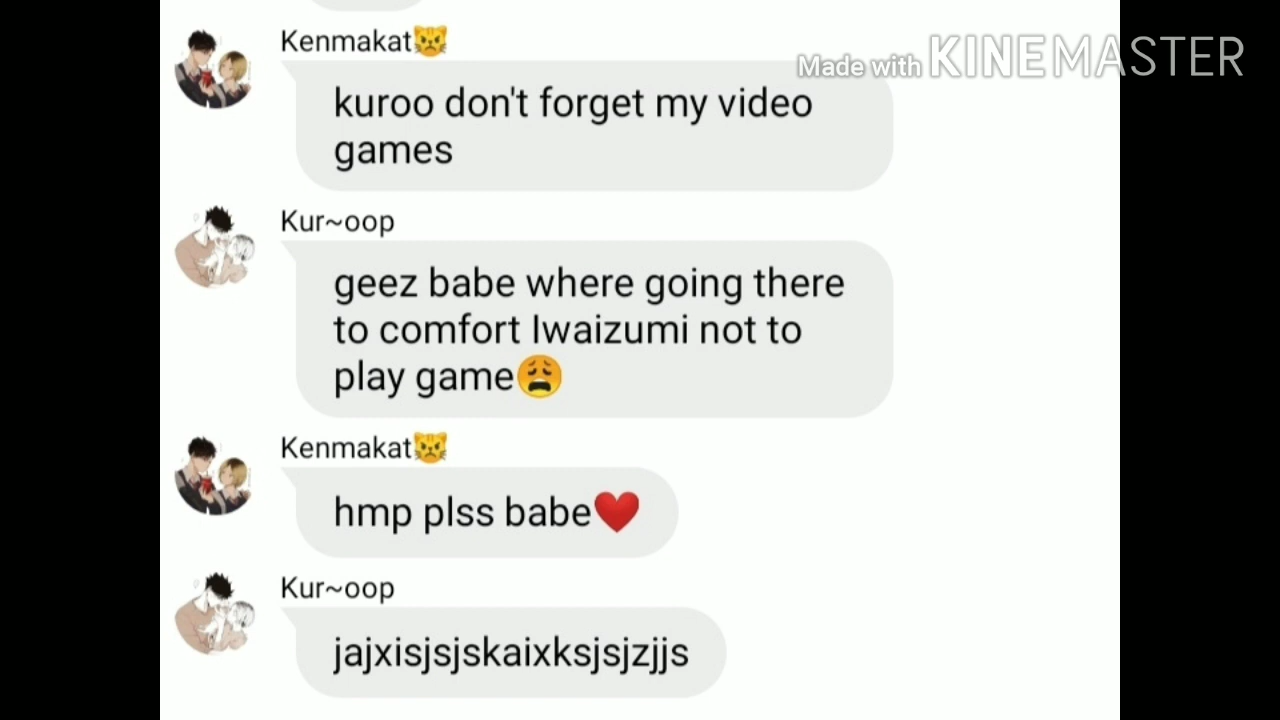 Kenmakat😾
Made with KINEMASTER
kuroo don't forget my video
games
Kur~oop
geez babe where going there
to comfort Iwaizumi not to
play game😩
Kenmakat😾
hmp plss babe❤️
Kur~oop
jajxisjsjskaixksjsjzjjs